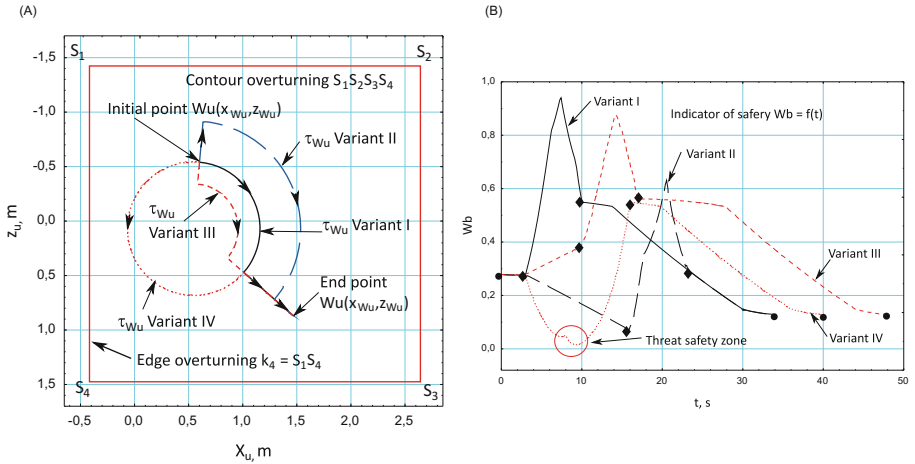 (A)
S1
S2
-1,5
Contour overturning S1S2S3S4
-1,0
Initial point Wu(xWu,zWu)
τWu Variant II
-0,5
τWu
Variant III
0,0
τWu Variant I
zu, m
0,5
End point
Wu(xWu,zWu)
τWu Variant IV
1,0
Edge overturning k4 = S1S4
1,5
S4
S3
-0,5 0,0 0,5 1,0 1,5 2,0 2,5
Xu, m
(B)
1,0
Variant I
Indicator of safery Wb = f(t)
0,8
Variant II
0,6
Wb
0,4
Variant III
0,2
Threat safety zone
Variant IV
0,0
0 10 20 30 40 50
t, s